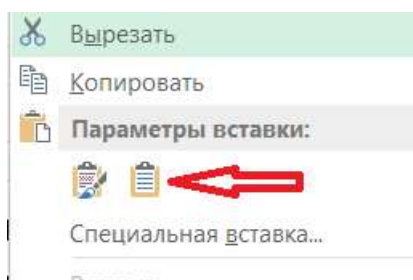 Вырезать
Копировать
Параметры вставки:
Специальная вставка...